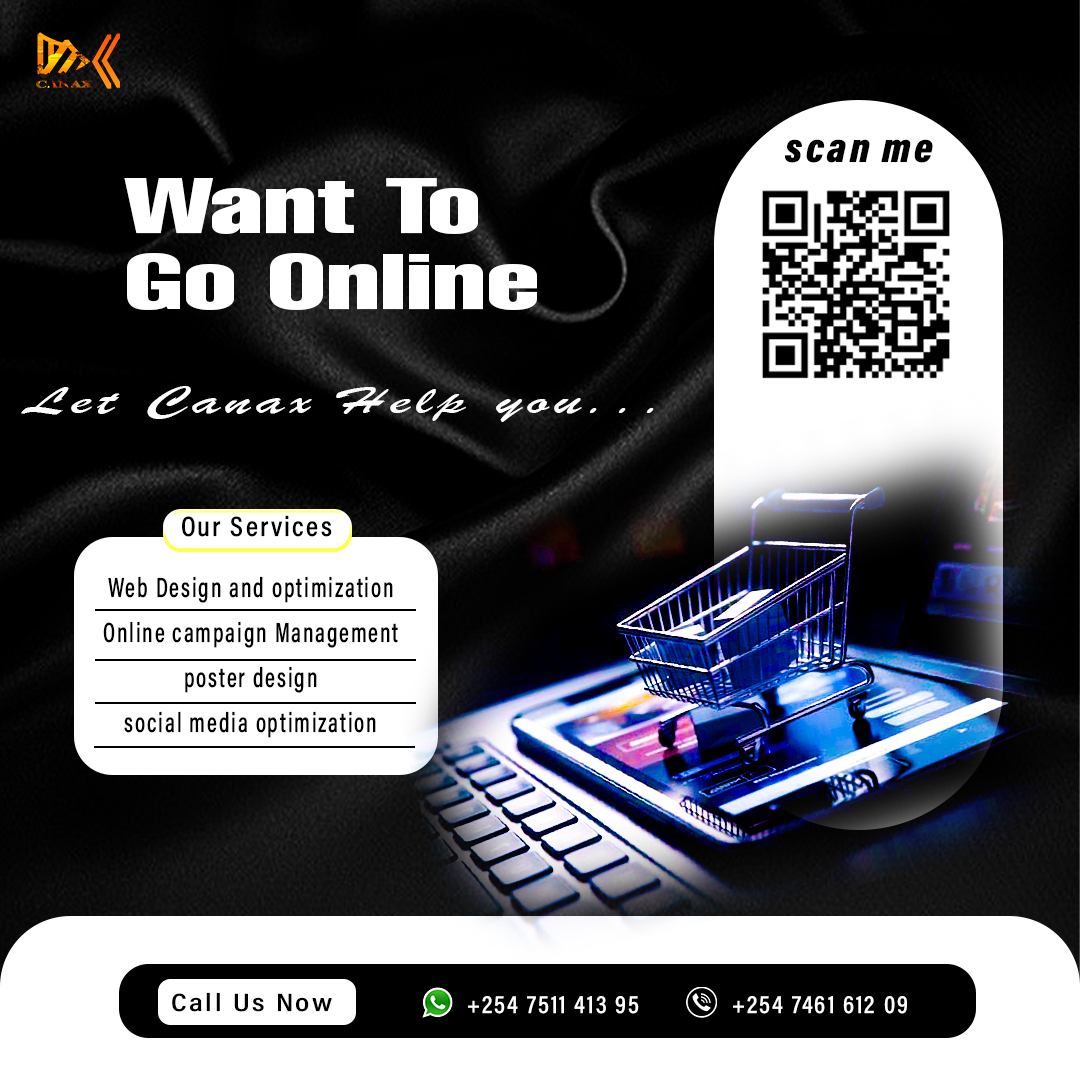 CANAX
scan me
Want To
Go Online
Let Canax Help you...
Our Services
Web Design and optimization
Online campaign Management
poster design
social media optimization
Call Us Now
+254 7511 413 95
+254 7461 612 09